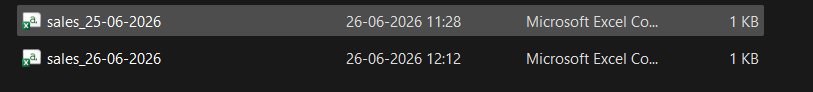 sales_25-06-2026 26-06-2026 11:28 Microsoft Excel Co... 1 KB
sales_26-06-2026 26-06-2026 12:12 Microsoft Excel Co... 1 KB